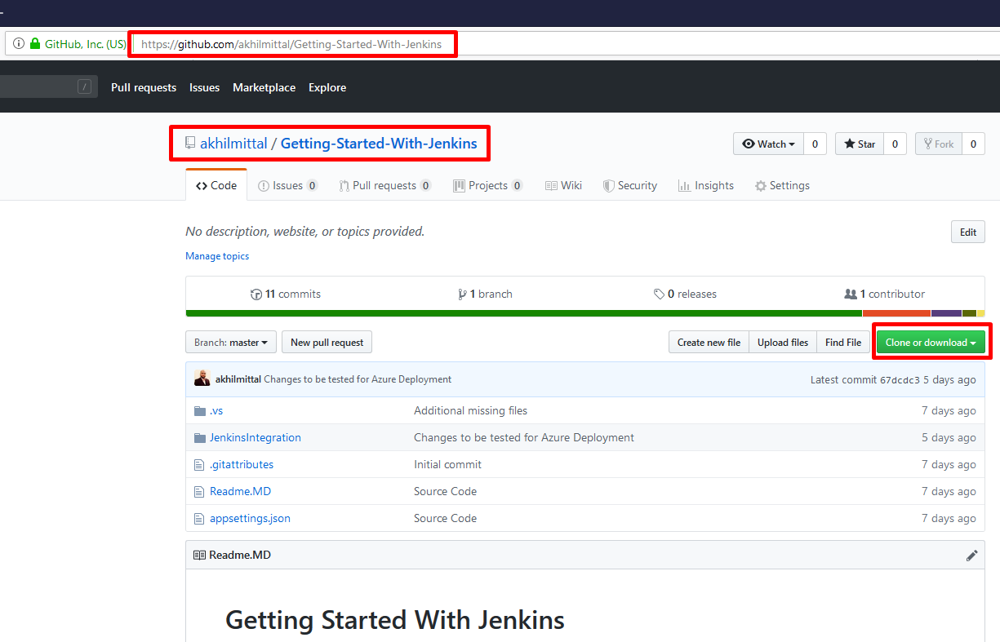 GitHub, Inc. (US) https://github.com/akhilmittal/Getting-Started-With-Jenkins
/ Pull requests Issues Marketplace Explore
akhilmittal / Getting-Started-With-Jenkins Watch 0 Star 0 Fork 0
Code Issues 0 Pull requests 0 Projects 0 Wiki Security Insights Settings
No description, website, or topics provided. Edit
Manage topics
11 commits 1 branch 0 releases 1 contributor
Branch: master New pull request Create new file Upload files Find File Clone or download
akhilmittal Changes to be tested for Azure Deployment Latest commit 67dcdc3 5 days ago
.vs Additional missing files 7 days ago
JenkinsIntegration Changes to be tested for Azure Deployment 5 days ago
.gitattributes Initial commit 7 days ago
Readme.MD Source Code 7 days ago
appsettings.json Source Code 7 days ago
Readme.MD
Getting Started With Jenkins